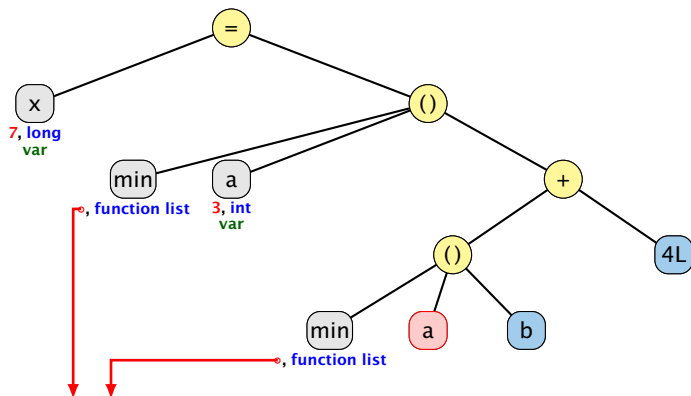 =
x
()
7, long
var
min
a
+
, function list
3, int
var
()
4L
min
a
b
, function list